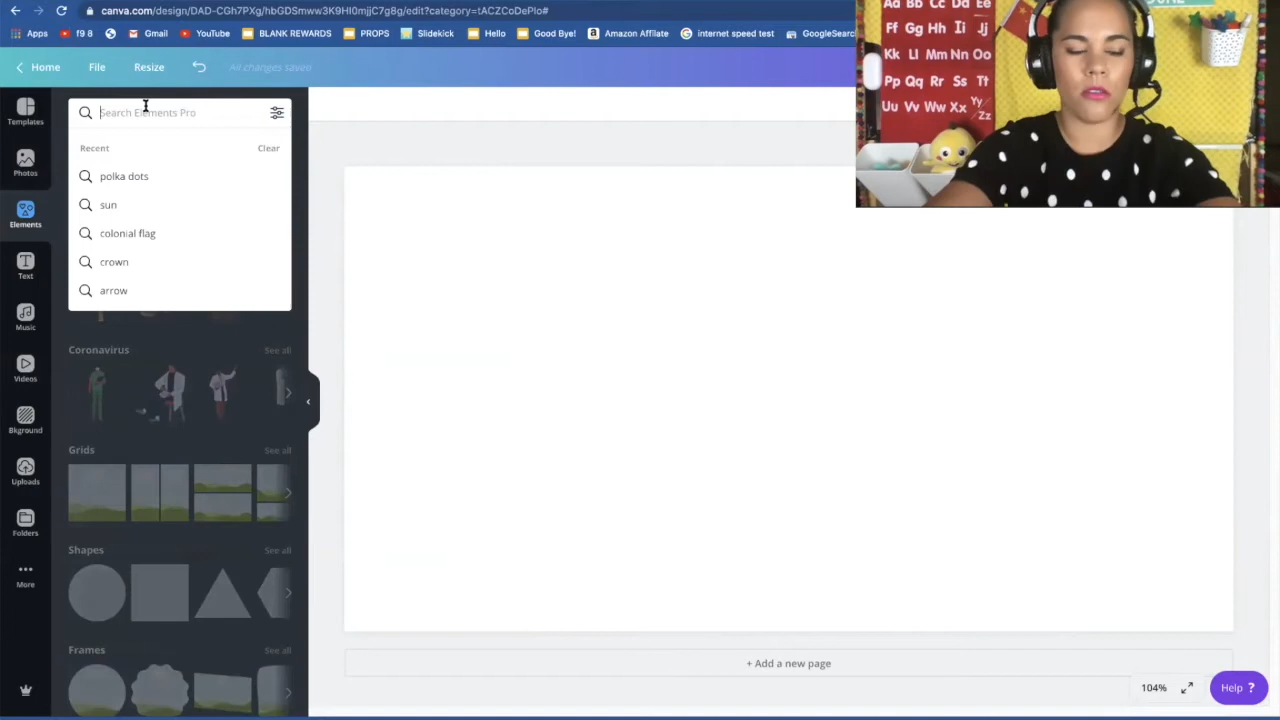 canva.com/design/DAD-CGh7PXg/hbGDSmww3K9HI0mjjC7g8g/edit?category=tACZCoDePlo#
Apps
f9 8
Gmail
YouTube
BLANK REWARDS
PROPS
Slidekick
Hello
Good Bye!
Amazon Affilate
internet speed test
GoogleSearch
Home
File
Resize
All changes saved
Templates
Photos
Elements
Text
Music
Videos
Bkground
Uploads
Folders
More
Search Elements Pro
Recent
Clear
polka dots
sun
colonial flag
crown
arrow
Coronavirus
See all
Grids
See all
Shapes
See all
Frames
See all
+ Add a new page
104%
Help ?
JUNE
Aa Bb Cc Dd Ee
Ff Gg Hh Ii Jj
Kk Ll Mm Nn Oo
Pp Qq Rr Ss Tt
Uu Vv Ww Xx Yy/Zz